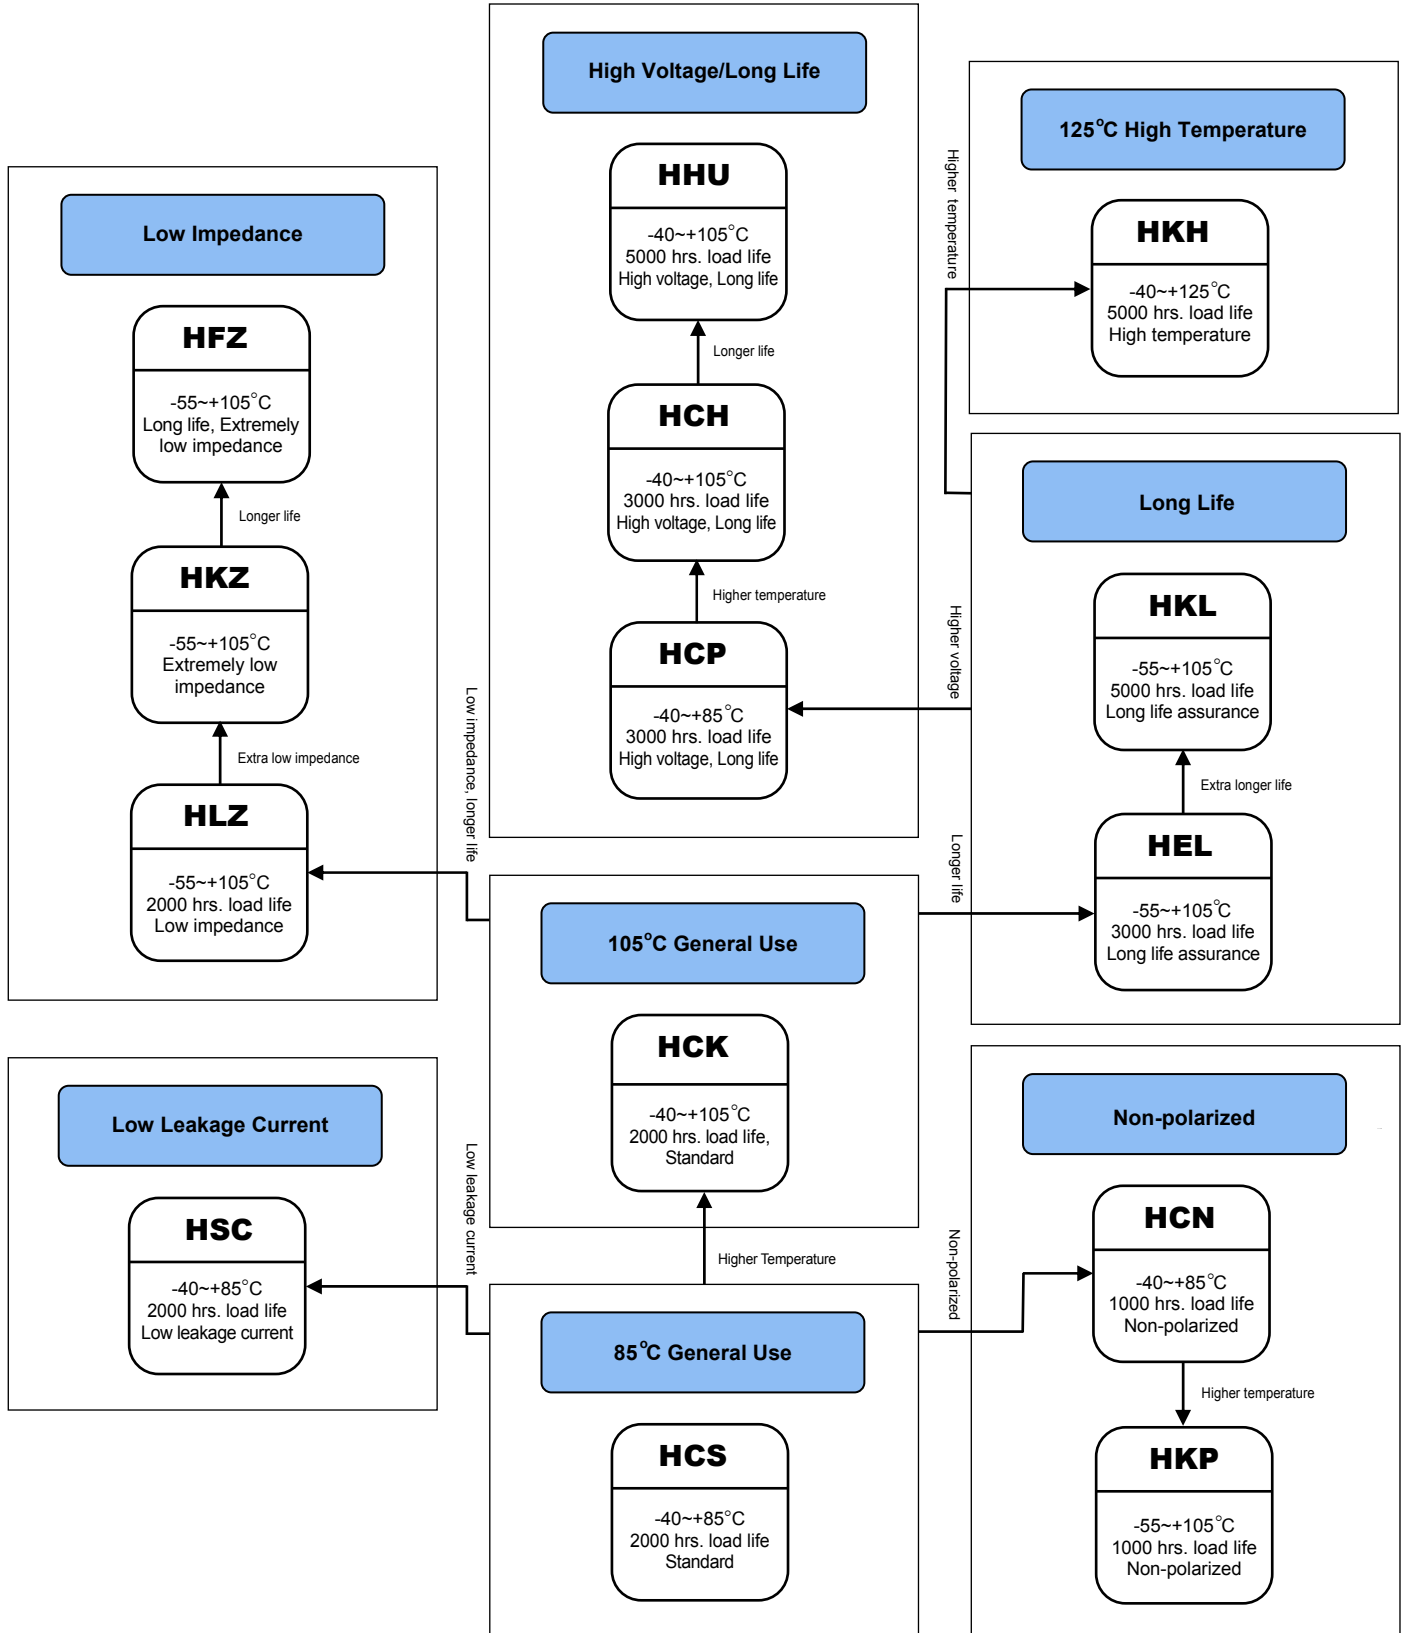 High Voltage/Long Life
HHU
-40~+105°C
5000 hrs. load life
High voltage, Long life
Longer life
HCH
-40~+105°C
3000 hrs. load life
High voltage, Long life
Higher temperature
HCP
-40~+85°C
3000 hrs. load life
High voltage, Long life
125°C High Temperature
Higher temperature
HKH
-40~+125°C
5000 hrs. load life
High temperature
Low Impedance
HFZ
-55~+105°C
Long life, Extremely
low impedance
Longer life
HKZ
-55~+105°C
Extremely low
impedance
Extra low impedance
HLZ
-55~+105°C
2000 hrs. load life
Low impedance
Low impedance, longer life
Long Life
Higher voltage
HKL
-55~+105°C
5000 hrs. load life
Long life assurance
Extra longer life
HEL
-55~+105°C
3000 hrs. load life
Long life assurance
Longer life
105°C General Use
HCK
-40~+105°C
2000 hrs. load life,
Standard
Higher Temperature
Low Leakage Current
HSC
-40~+85°C
2000 hrs. load life
Low leakage current
Low leakage current
85°C General Use
HCS
-40~+85°C
2000 hrs. load life
Standard
Non-polarized
Non-polarized
HCN
-40~+85°C
1000 hrs. load life
Non-polarized
Higher temperature
HKP
-55~+105°C
1000 hrs. load life
Non-polarized